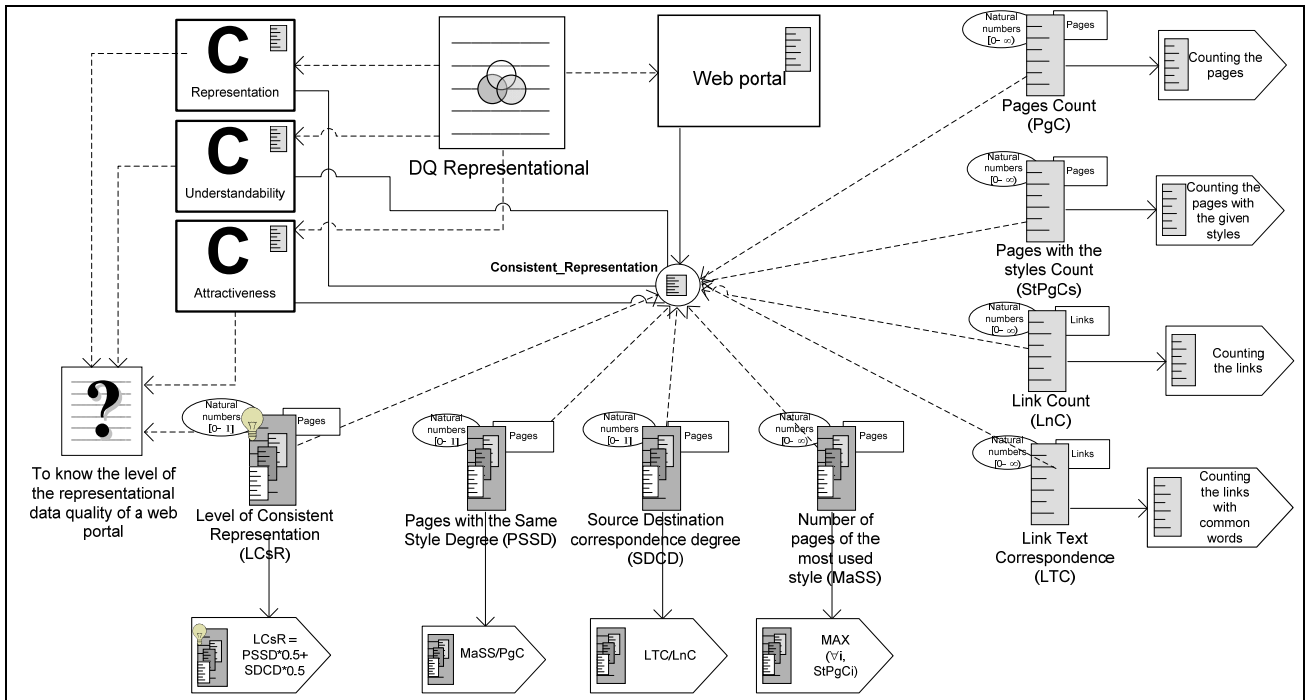 C
Representation
C
Understandability
C
Attractiveness
DQ Representational
Web portal
Consistent_Representation
Natural
numbers
[0- ∞)
Pages
Pages Count
(PgC)
Counting the
pages
Natural
numbers
[0- ∞)
Pages
Pages with the
styles Count
(StPgCs)
Counting the
pages with
the given
styles
Natural
numbers
[0- ∞)
Links
Link Count
(LnC)
Counting
the links
Natural
numbers
[0- ∞)
Links
Link Text
Correspondence
(LTC)
Counting
the links
with
common
words
?
To know the level of
the representational
data quality of a web
portal
Natural
numbers
[0- 1]
Pages
Level of Consistent
Representation
(LCsR)
LCsR =
PSSD*0.5+
SDCD*0.5
Natural
numbers
[0- 1]
Pages
Pages with the Same
Style Degree (PSSD)
MaSS/PgC
Natural
numbers
[0- 1]
Pages
Source Destination
correspondence degree
(SDCD)
LTC/LnC
Natural
numbers
[0- ∞)
Pages
Number of
pages of the
most used
style (MaSS)
MAX
(∀i,
StPgCi)